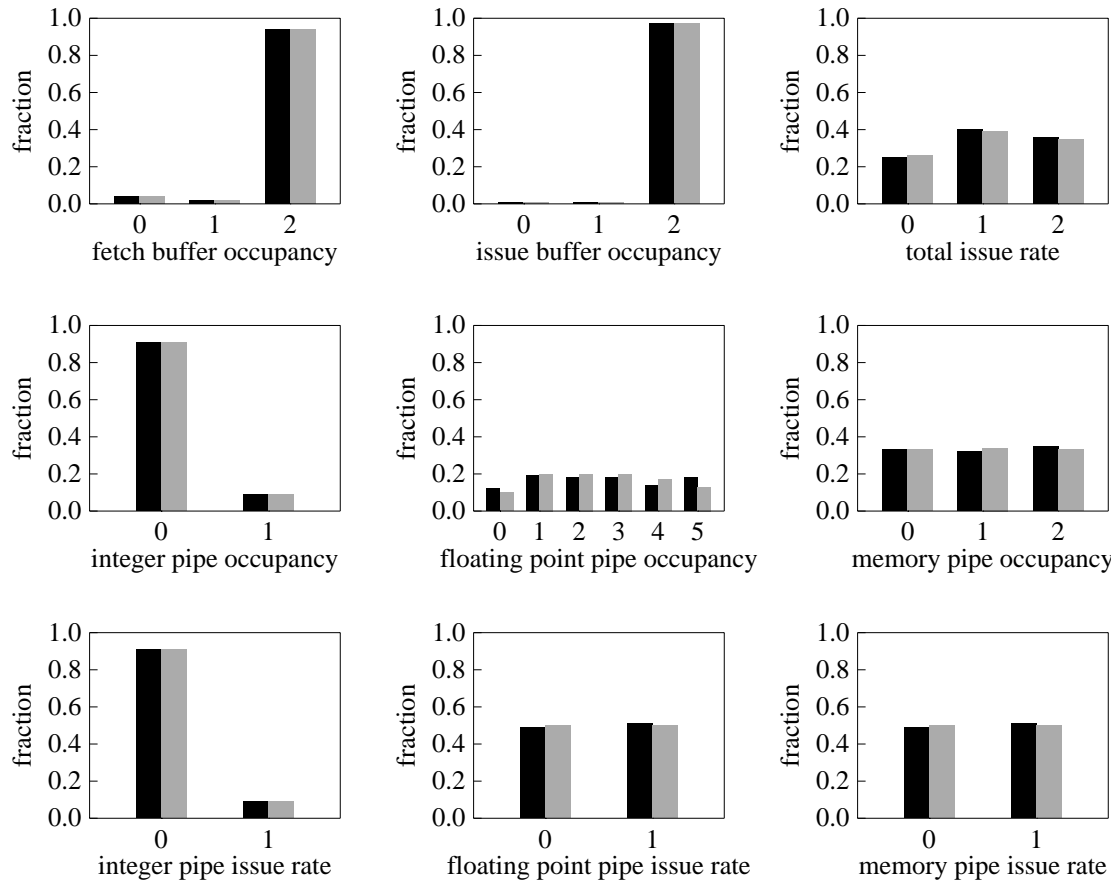 1.0
0.8
0.6
0.4
0.2
0.0
fraction
0 1 2
fetch buffer occupancy
1.0
0.8
0.6
0.4
0.2
0.0
fraction
0 1 2
issue buffer occupancy
1.0
0.8
0.6
0.4
0.2
0.0
fraction
0 1 2
total issue rate
1.0
0.8
0.6
0.4
0.2
0.0
fraction
0 1
integer pipe occupancy
1.0
0.8
0.6
0.4
0.2
0.0
fraction
0 1 2 3 4 5
floating point pipe occupancy
1.0
0.8
0.6
0.4
0.2
0.0
fraction
0 1 2
memory pipe occupancy
1.0
0.8
0.6
0.4
0.2
0.0
fraction
0 1
integer pipe issue rate
1.0
0.8
0.6
0.4
0.2
0.0
fraction
0 1
floating point pipe issue rate
1.0
0.8
0.6
0.4
0.2
0.0
fraction
0 1
memory pipe issue rate